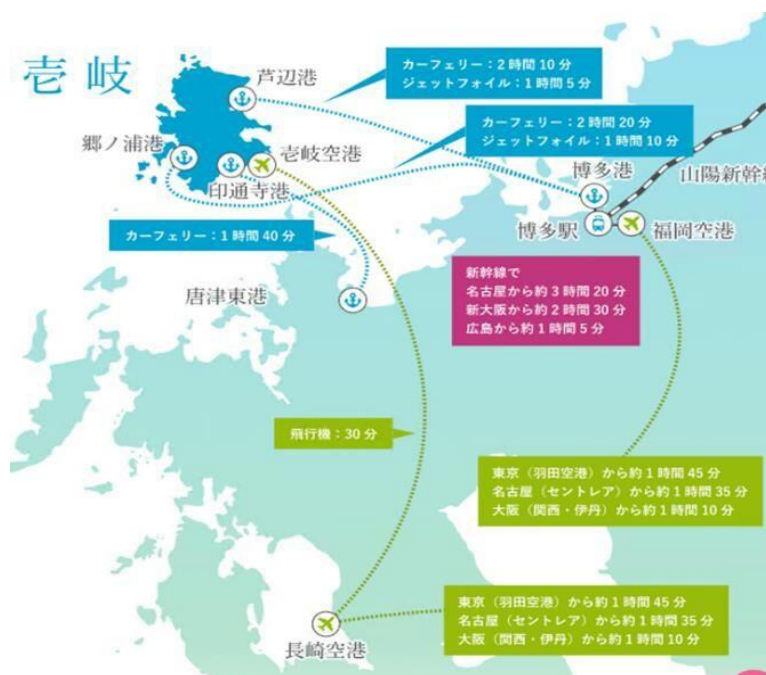 壱岐
芦辺港
カーフェリー：2時間10分
ジェットフォイル：1時間5分
カーフェリー：2時間20分
ジェットフォイル：1時間10分
郷ノ浦港
壱岐空港
印通寺港
博多港
山陽新幹
博多駅
福岡空港
カーフェリー：1時間40分
唐津東港
新幹線で
名古屋から約3時間20分
新大阪から約2時間30分
広島から約1時間5分
飛行機：30分
東京（羽田空港）から約1時間45分
名古屋（セントレア）から約1時間35分
大阪（関西・伊丹）から約1時間10分
東京（羽田空港）から約1時間45分
名古屋（セントレア）から約1時間35分
大阪（関西・伊丹）から約1時間10分
長崎空港